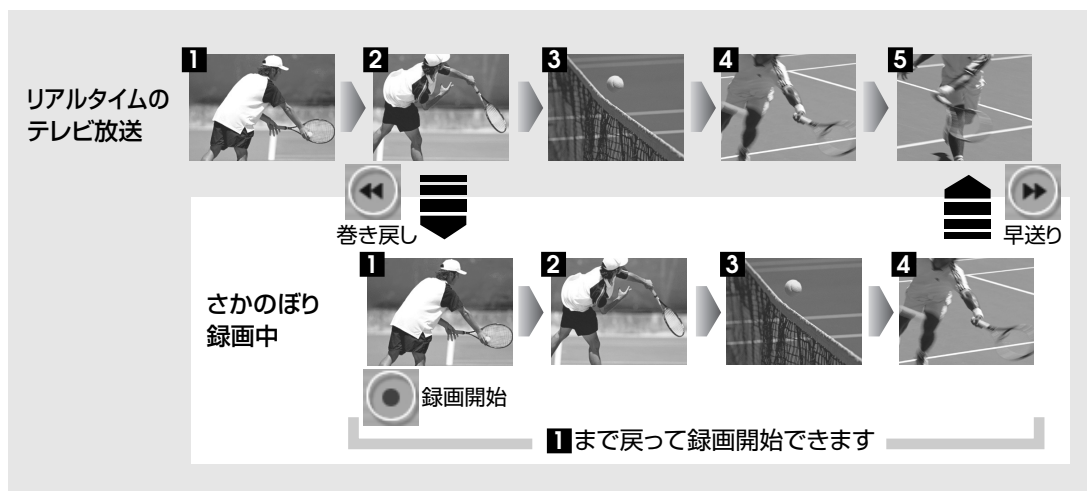 リアルタイムの
テレビ放送
1
2
3
4
5
巻き戻し
早送り
さかのぼり
録画中
1
2
3
4
録画開始
1まで戻って録画開始できます